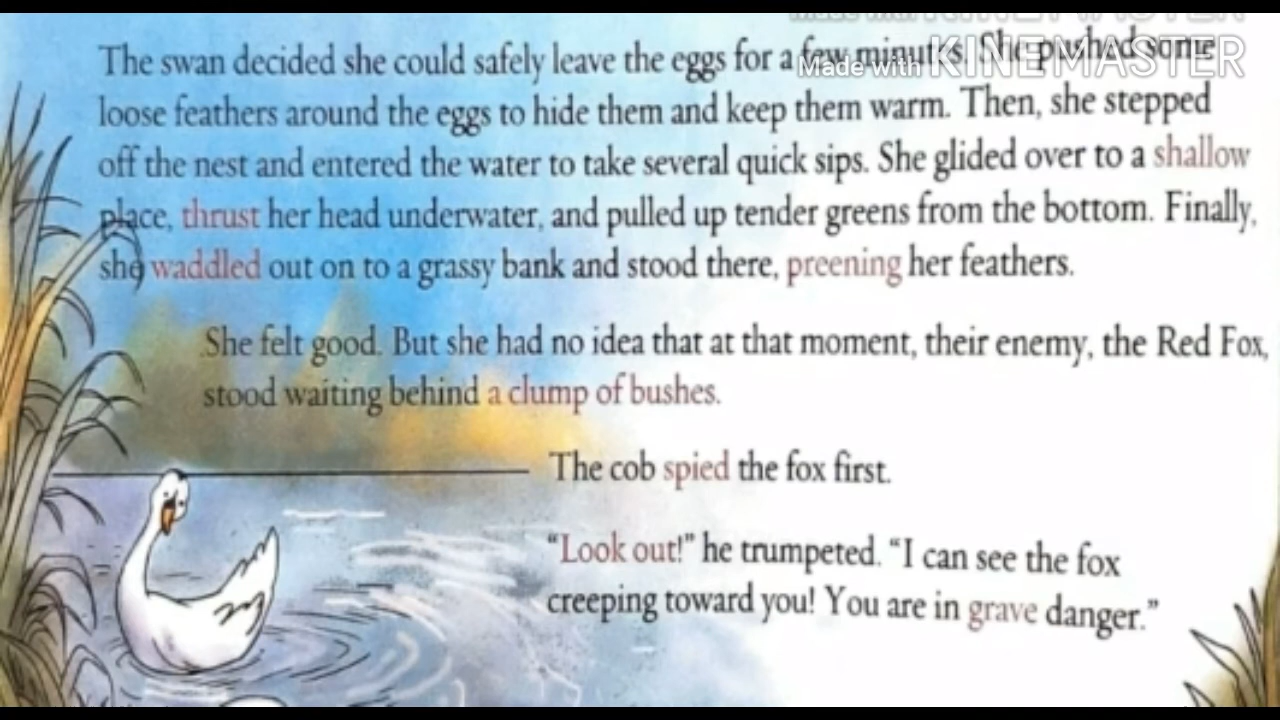 The swan decided she could safely leave the eggs for a few minutes. She pushed some
Made with KINEMASTER
loose feathers around the eggs to hide them and keep them warm. Then, she stepped
off the nest and entered the water to take several quick sips. She glided over to a shallow
place, thrust her head underwater, and pulled up tender greens from the bottom. Finally,
she waddled out on to a grassy bank and stood there, preening her feathers.
She felt good. But she had no idea that at that moment, their enemy, the Red Fox,
stood waiting behind a clump of bushes.
The cob spied the fox first.
“Look out!” he trumpeted. “I can see the fox
creeping toward you! You are in grave danger.”